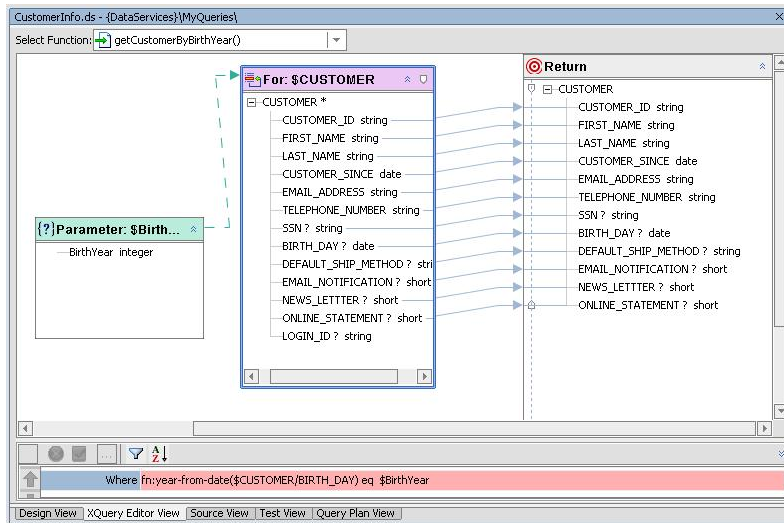 CustomerInfo.ds - {DataServices}\MyQueries\
Select Function: getCustomerByBirthYear()
{?} Parameter: $Birth...
BirthYear integer
For: $CUSTOMER
CUSTOMER *
CUSTOMER_ID string
FIRST_NAME string
LAST_NAME string
CUSTOMER_SINCE date
EMAIL_ADDRESS string
TELEPHONE_NUMBER string
SSN ? string
BIRTH_DAY ? date
DEFAULT_SHIP_METHOD ? stri
EMAIL_NOTIFICATION ? short
NEWS_LETTTER ? short
ONLINE_STATEMENT ? short
LOGIN_ID ? string
Return
CUSTOMER
CUSTOMER_ID string
FIRST_NAME string
LAST_NAME string
CUSTOMER_SINCE date
EMAIL_ADDRESS string
TELEPHONE_NUMBER string
SSN ? string
BIRTH_DAY ? date
DEFAULT_SHIP_METHOD ? string
EMAIL_NOTIFICATION ? short
NEWS_LETTTER ? short
ONLINE_STATEMENT ? short
... A Z
Where fn:year-from-date($CUSTOMER/BIRTH_DAY) eq $BirthYear
Design View XQuery Editor View Source View Test View Query Plan View